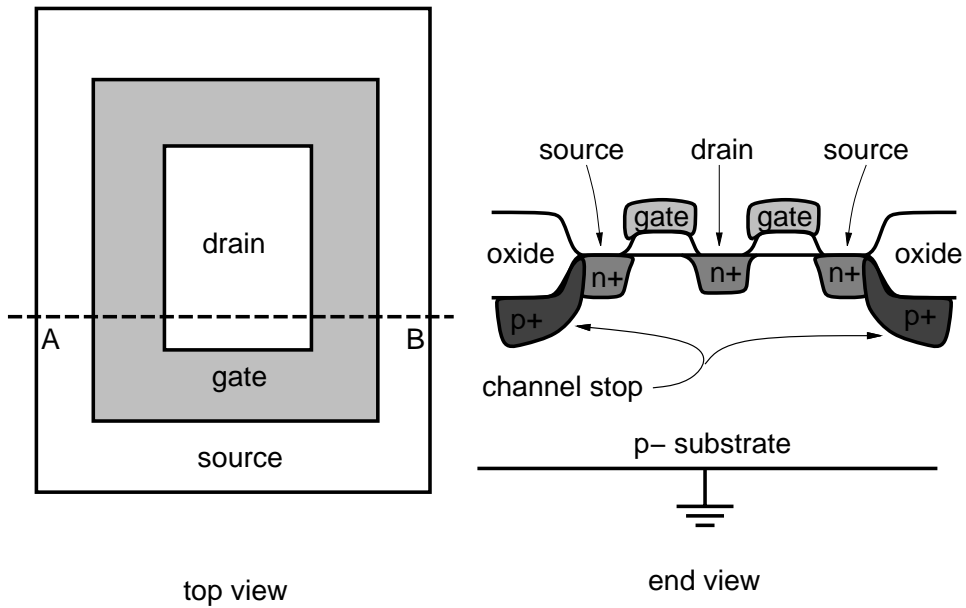 drain
A
B
gate
source
top view
source drain source
gate gate
oxide oxide
n+ n+ n+
p+ p+
channel stop
p− substrate
end view